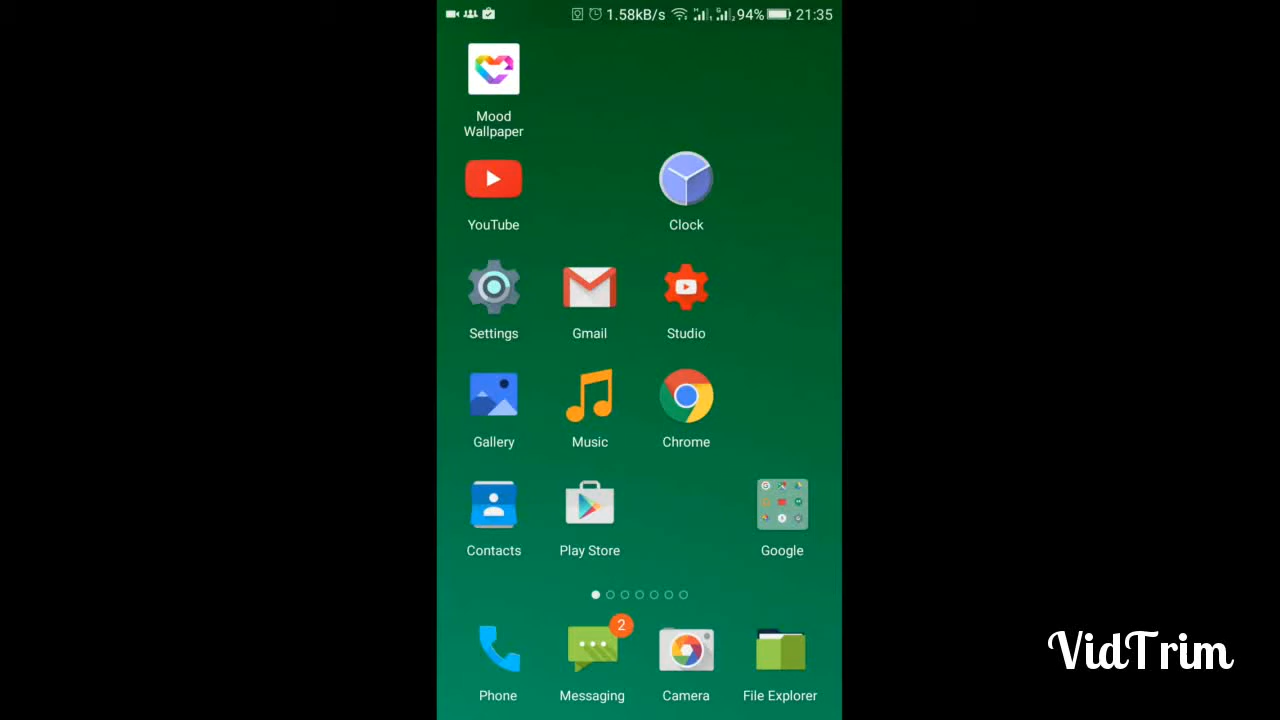 1.58kB/s 94% 21:35
Mood
Wallpaper
YouTube
Clock
Settings
Gmail
Studio
Gallery
Music
Chrome
Contacts
Play Store
Google
2
Phone
Messaging
Camera
File Explorer
VidTrim